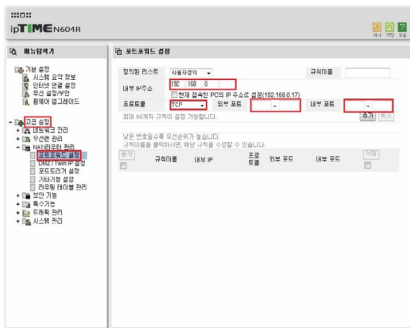 ipTIME N604R
메뉴탐색기
기본 설정
시스템 요약 정보
인터넷 연결 설정
무선 설정/보안
펌웨어 업그레이드
고급 설정
네트워크 관리
무선랜 관리
NAT/라우터 관리
포트포워드 설정
DMZ / Twin IP 설정
포트트리거 설정
기타기능 설정
라우팅 테이블 관리
보안 기능
특수기능
트래픽 관리
시스템 관리
저장 도움
포트포워드 설정
정의된 리스트 사용자정의 규칙이름
내부 IP주소 192 168 0
현재 접속된 PC의 IP 주소로 설정(192.168.0.17)
프로토콜 TCP 외부 포트 ~ 내부 포트 ~
최대 60개의 규칙이 설정 가능합니다. 추가 취소
낮은 번호일수록 우선순위가 높습니다.
규칙이름을 클릭하시면, 해당 규칙을 수정할 수 있습니다.
규칙이름 내부 IP 프로토콜 외부 포트 내부 포트 삭제